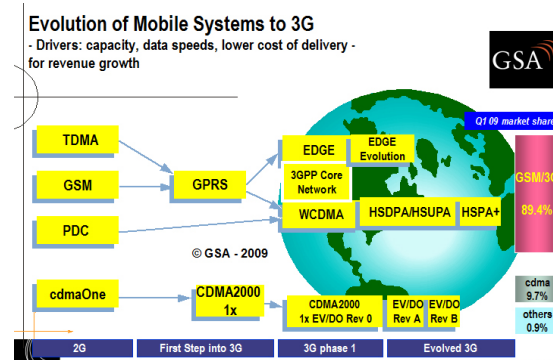 Evolution of Mobile Systems to 3G
- Drivers: capacity, data speeds, lower cost of delivery -
for revenue growth
GSA
Q1 09 market share
TDMA
GSM
PDC
GPRS
EDGE
EDGE
Evolution
3GPP Core
Network
WCDMA
HSDPA/HSUPA
HSPA+
GSM/3G
89.4%
© GSA - 2009
cdmaOne
CDMA2000
1x
CDMA2000
1x EV/DO Rev 0
EV/DO
Rev A
EV/DO
Rev B
cdma
9.7%
others
0.9%
2G
First Step into 3G
3G phase 1
Evolved 3G